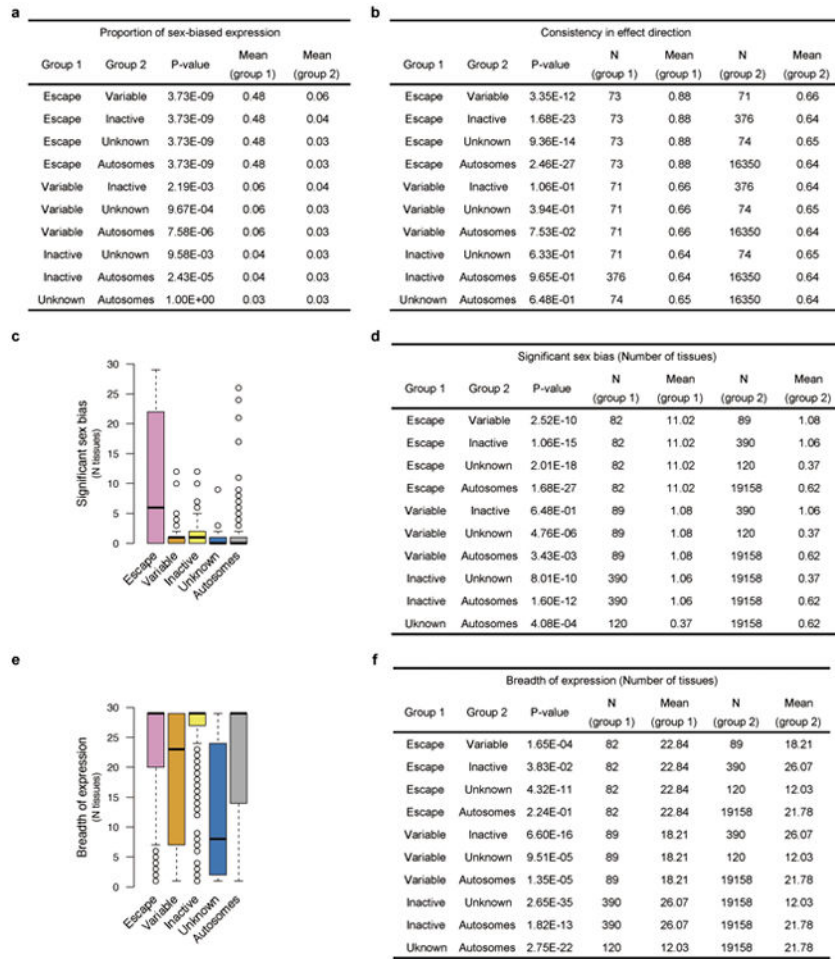 a
Proportion of sex-biased expression
Group 1 Group 2 P-value Mean (group 1) Mean (group 2)
Escape Variable 3.73E-09 0.48 0.06
Escape Inactive 3.73E-09 0.48 0.04
Escape Unknown 3.73E-09 0.48 0.03
Escape Autosomes 3.73E-09 0.48 0.03
Variable Inactive 2.19E-03 0.06 0.04
Variable Unknown 9.67E-04 0.06 0.03
Variable Autosomes 7.58E-06 0.06 0.03
Inactive Unknown 9.58E-03 0.04 0.03
Inactive Autosomes 2.43E-05 0.04 0.03
Unknown Autosomes 1.00E+00 0.03 0.03
b
Consistency in effect direction
Group 1 Group 2 P-value N (group 1) Mean (group 1) N (group 2) Mean (group 2)
Escape Variable 3.35E-12 73 0.88 71 0.66
Escape Inactive 1.68E-23 73 0.88 376 0.64
Escape Unknown 9.36E-14 73 0.88 74 0.65
Escape Autosomes 2.46E-27 73 0.88 16350 0.64
Variable Inactive 1.06E-01 71 0.66 376 0.64
Variable Unknown 3.94E-01 71 0.66 74 0.65
Variable Autosomes 7.53E-02 71 0.66 16350 0.64
Inactive Unknown 6.33E-01 71 0.64 74 0.65
Inactive Autosomes 9.65E-01 376 0.64 16350 0.64
Unknown Autosomes 6.48E-01 74 0.65 16350 0.64
c
Significant sex bias
(N tissues)
30
25
20
15
10
5
0
Escape
Variable
Inactive
Unknown
Autosomes
d
Significant sex bias (Number of tissues)
Group 1 Group 2 P-value N (group 1) Mean (group 1) N (group 2) Mean (group 2)
Escape Variable 2.52E-10 82 11.02 89 1.08
Escape Inactive 1.06E-15 82 11.02 390 1.06
Escape Unknown 2.01E-18 82 11.02 120 0.37
Escape Autosomes 1.68E-27 82 11.02 19158 0.62
Variable Inactive 6.48E-01 89 1.08 390 1.06
Variable Unknown 4.76E-06 89 1.08 120 0.37
Variable Autosomes 3.43E-03 89 1.08 19158 0.62
Inactive Unknown 8.01E-10 390 1.06 19158 0.37
Inactive Autosomes 1.60E-12 390 1.06 19158 0.62
Uknown Autosomes 4.08E-04 120 0.37 19158 0.62
e
Breadth of expression
(N tissues)
30
25
20
15
10
5
0
Escape
Variable
Inactive
Unknown
Autosomes
f
Breadth of expression (Number of tissues)
Group 1 Group 2 P-value N (group 1) Mean (group 1) N (group 2) Mean (group 2)
Escape Variable 1.65E-04 82 22.84 89 18.21
Escape Inactive 3.83E-02 82 22.84 390 26.07
Escape Unknown 4.32E-11 82 22.84 120 12.03
Escape Autosomes 2.24E-01 82 22.84 19158 21.78
Variable Inactive 6.60E-16 89 18.21 390 26.07
Variable Unknown 9.51E-05 89 18.21 120 12.03
Variable Autosomes 1.35E-05 89 18.21 19158 21.78
Inactive Unknown 2.65E-35 390 26.07 19158 12.03
Inactive Autosomes 1.82E-13 390 26.07 19158 21.78
Uknown Autosomes 2.75E-22 120 12.03 19158 21.78